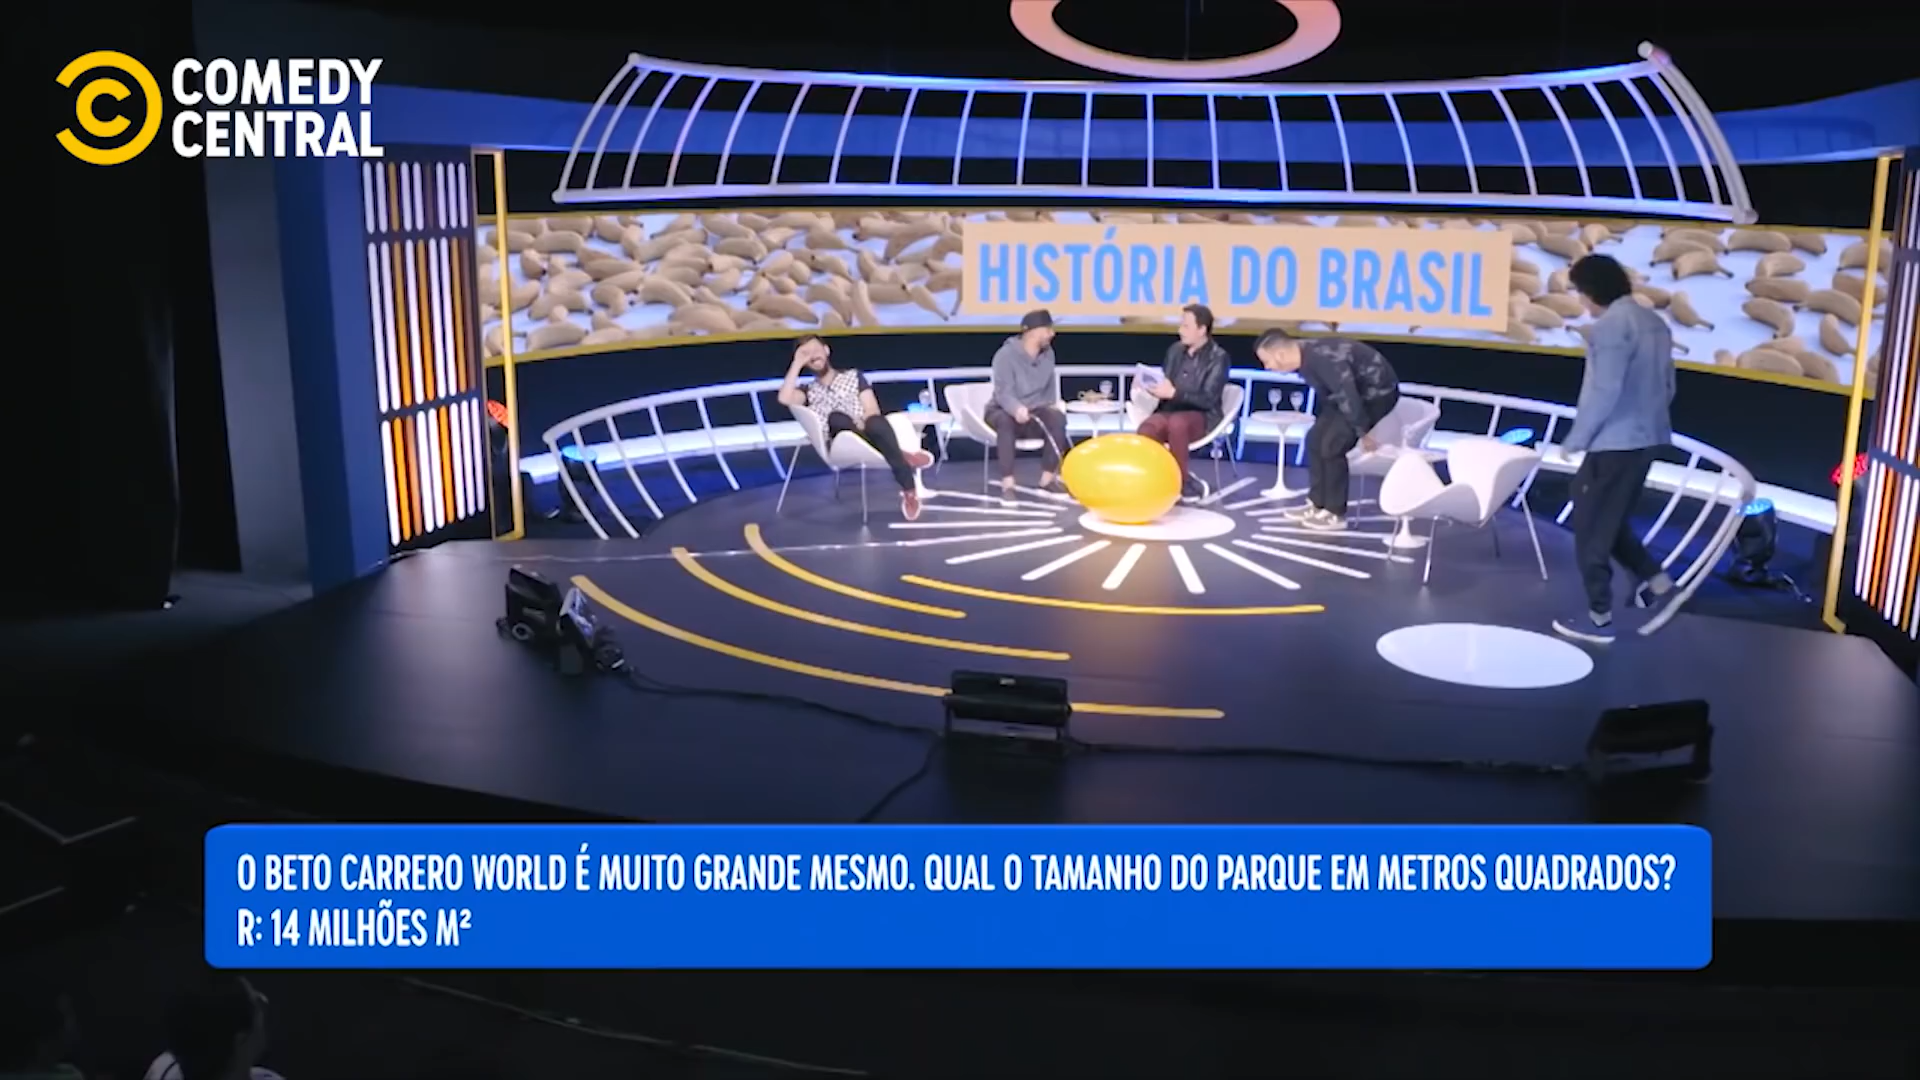 COMEDY
CENTRAL
HISTÓRIA DO BRASIL
O BETO CARRERO WORLD É MUITO GRANDE MESMO. QUAL O TAMANHO DO PARQUE EM METROS QUADRADOS?
R: 14 MILHÕES M²